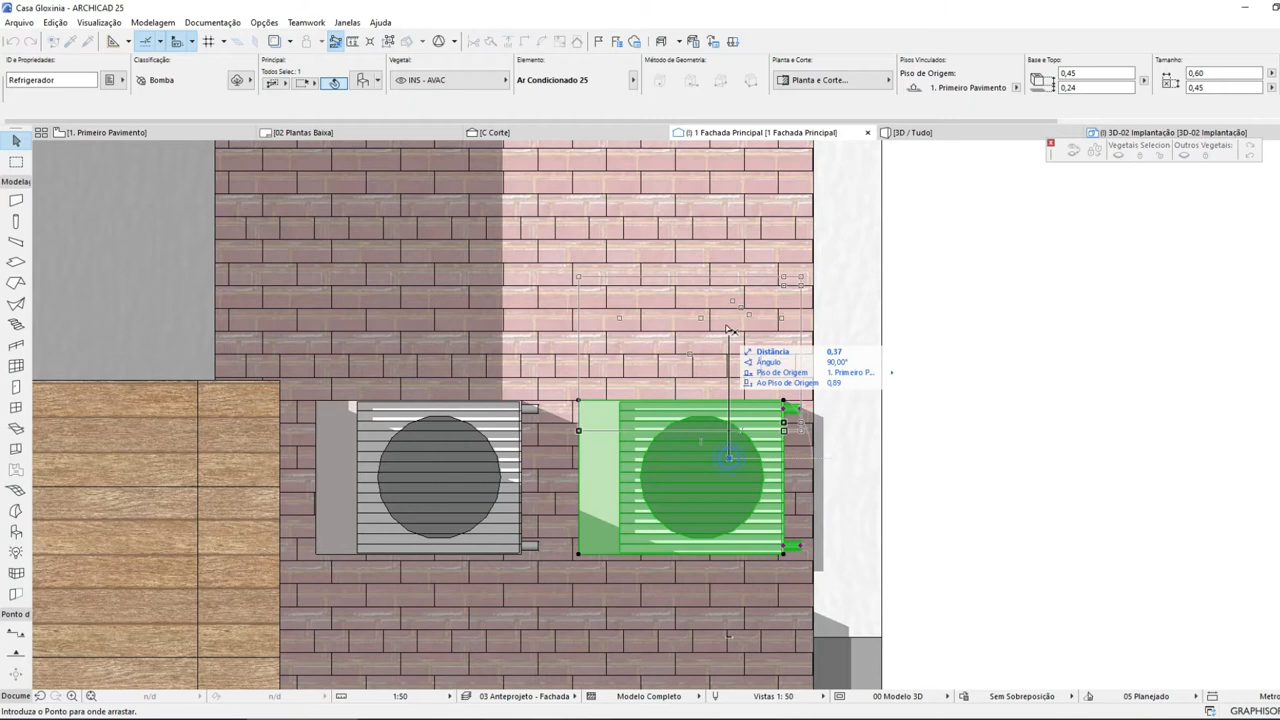 Casa Gloxinia - ARCHICAD 25
Arquivo Edição Visualização Modelagem Documentação Opções Teamwork Janelas Ajuda
ID e Propriedades: Classificação: Principal: Vegetal: Elemento: Método de Geometria: Planta e Corte: Pisos Vinculados: Base e Topo: Tamanho:
Todos Selec.: 1
Piso de Origem:
Refrigerador Bomba INS - AVAC Ar Condicionado 25 Planta e Corte... 1. Primeiro Pavimento
0,45 0,60
0,24 0,45
[1. Primeiro Pavimento] [02 Plantas Baixa] [C Corte] (!) 1 Fachada Principal [1 Fachada Principal] [3D / Tudo] (!) 3D-02 Implantação [3D-02 Implantação]
Vegetais Selecion Outros Vegetais:
Modelag
Distância 0,37
Ângulo 90,00°
Piso de Origem 1. Primeiro P...
Ao Piso de Origem 0,89
Ponto d
Docume n/d n/d 1:50 03 Anteprojeto - Fachada Modelo Completo Vistas 1: 50 00 Modelo 3D Sem Sobreposição 05 Planejado Metro
Introduza o Ponto para onde arrastar.
GRAPHISOF